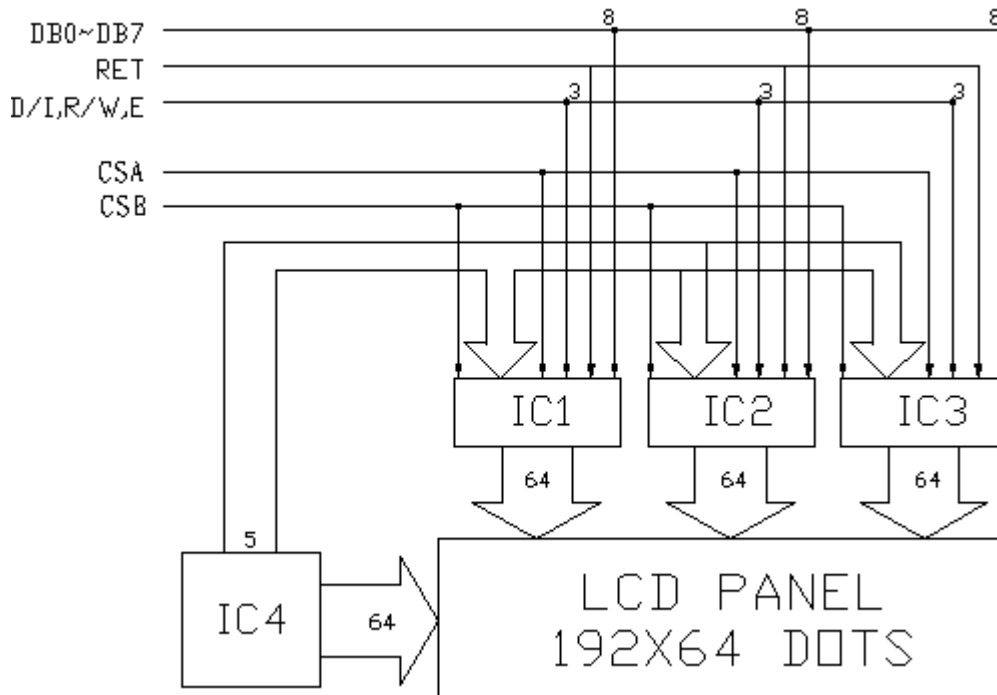 8 8 8
DB0~DB7
RET
D/I,R/W,E 3 3 3
CSA
CSB
IC1 IC2 IC3
64 64 64
5
IC4 64
LCD PANEL
192X64 DOTS